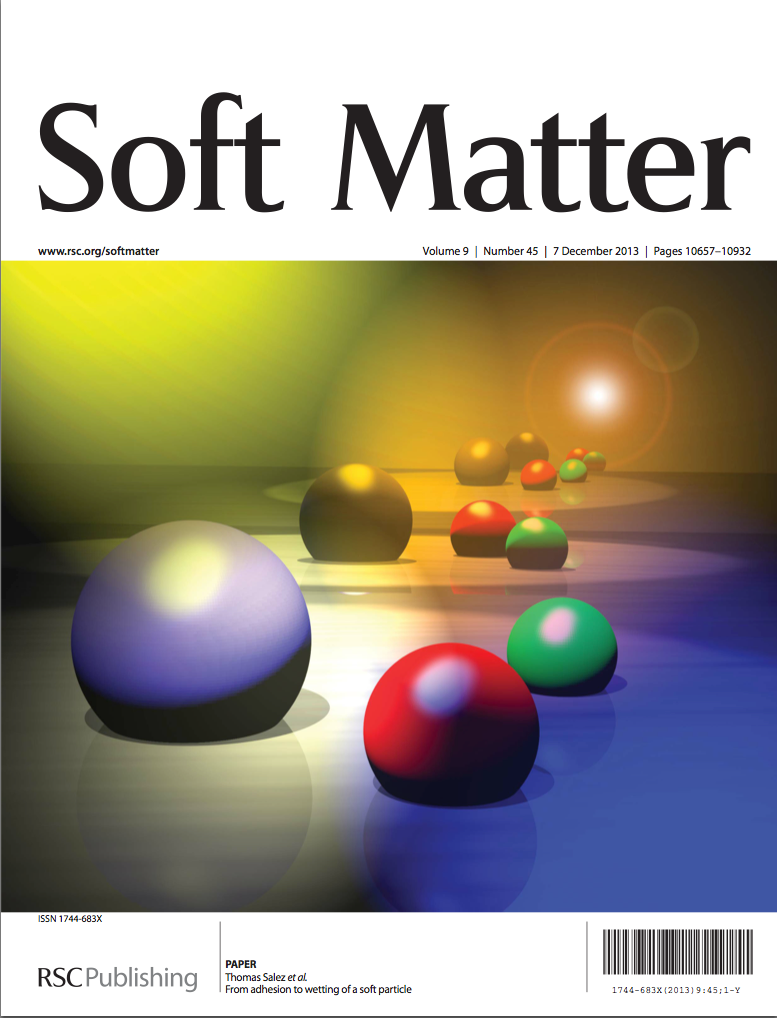 Soft Matter
www.rsc.org/softmatter
Volume 9 | Number 45 | 7 December 2013 | Pages 10657–10932
ISSN 1744-683X
RSCPublishing
PAPER
Thomas Salez et al.
From adhesion to wetting of a soft particle
1744-683X(2013)9:45;1-Y